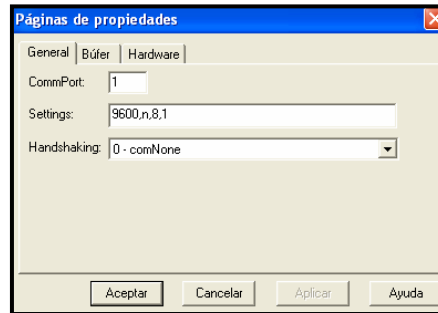 Páginas de propiedades
General Búfer Hardware
CommPort: 1
Settings: 9600,n,8,1
Handshaking: 0 - comNone
Aceptar Cancelar Aplicar Ayuda